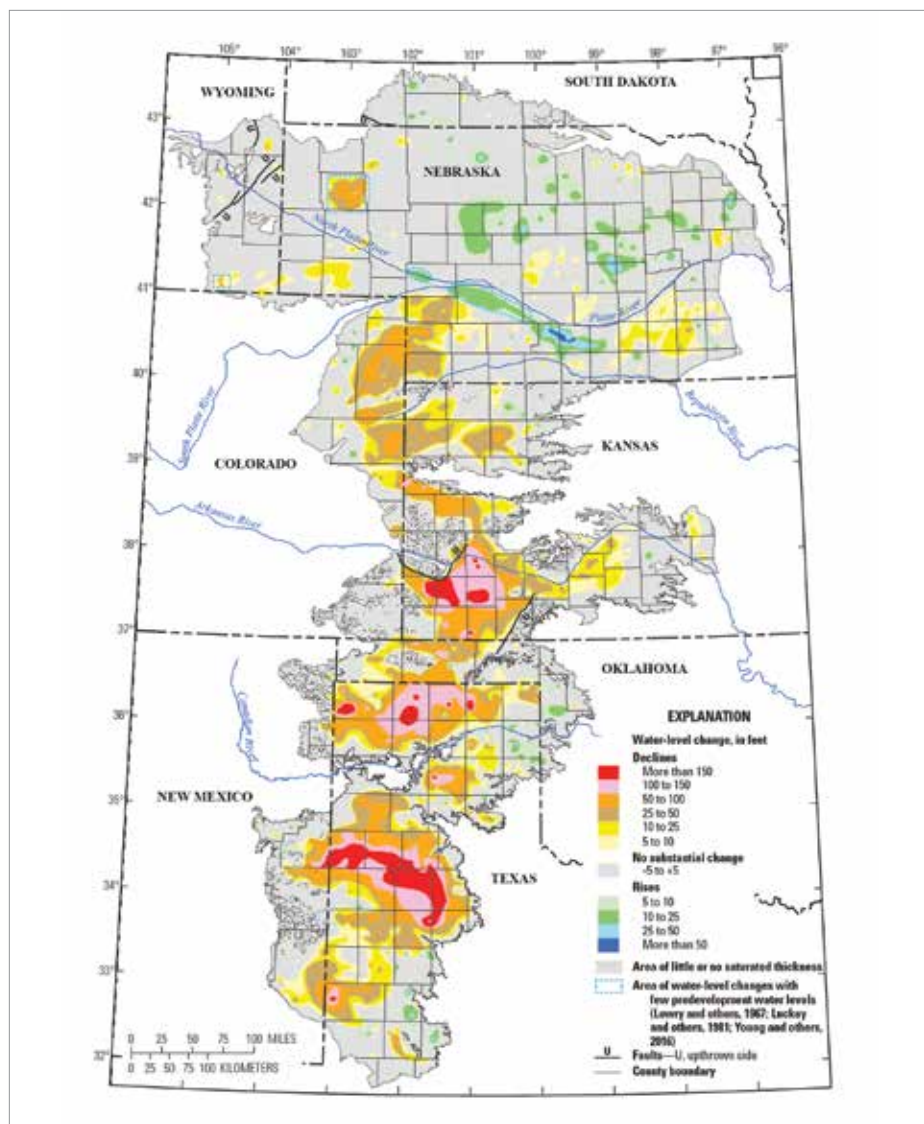 105°
104°
103°
102°
101°
100°
99°
98°
97°
96°
WYOMING
SOUTH DAKOTA
43°
NEBRASKA
42°
North Platte River
41°
Platte River
40°
South Platte River
Republican River
KANSAS
39°
COLORADO
Arkansas River
38°
U
37°
OKLAHOMA
36°
Canadian River
35°
NEW MEXICO
TEXAS
34°
33°
32°
EXPLANATION
Water-level change, in feet
Declines
More than 150
100 to 150
50 to 100
25 to 50
10 to 25
5 to 10
No substantial change
-5 to +5
Rises
5 to 10
10 to 25
25 to 50
More than 50
Area of little or no saturated thickness
Area of water-level changes with
few predevelopment water levels
(Lowry and others, 1967; Luckey
and others, 1981; Young and others,
2016)
U
Faults—U, upthrown side
County boundary
0 25 50 75 100 MILES
0 25 50 75 100 KILOMETERS